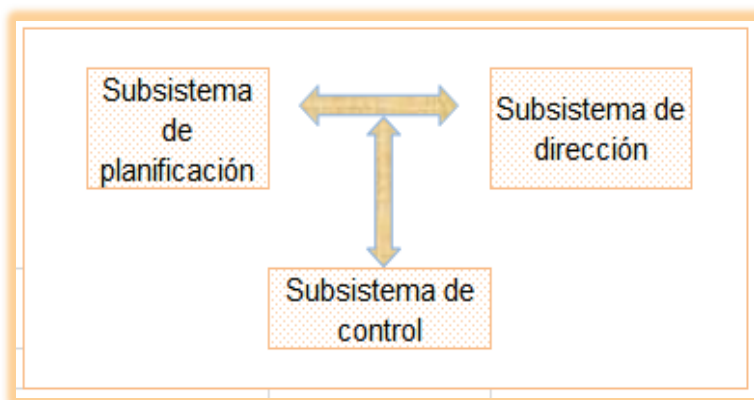 Subsistema
de
planificación
Subsistema de
dirección
Subsistema de
control